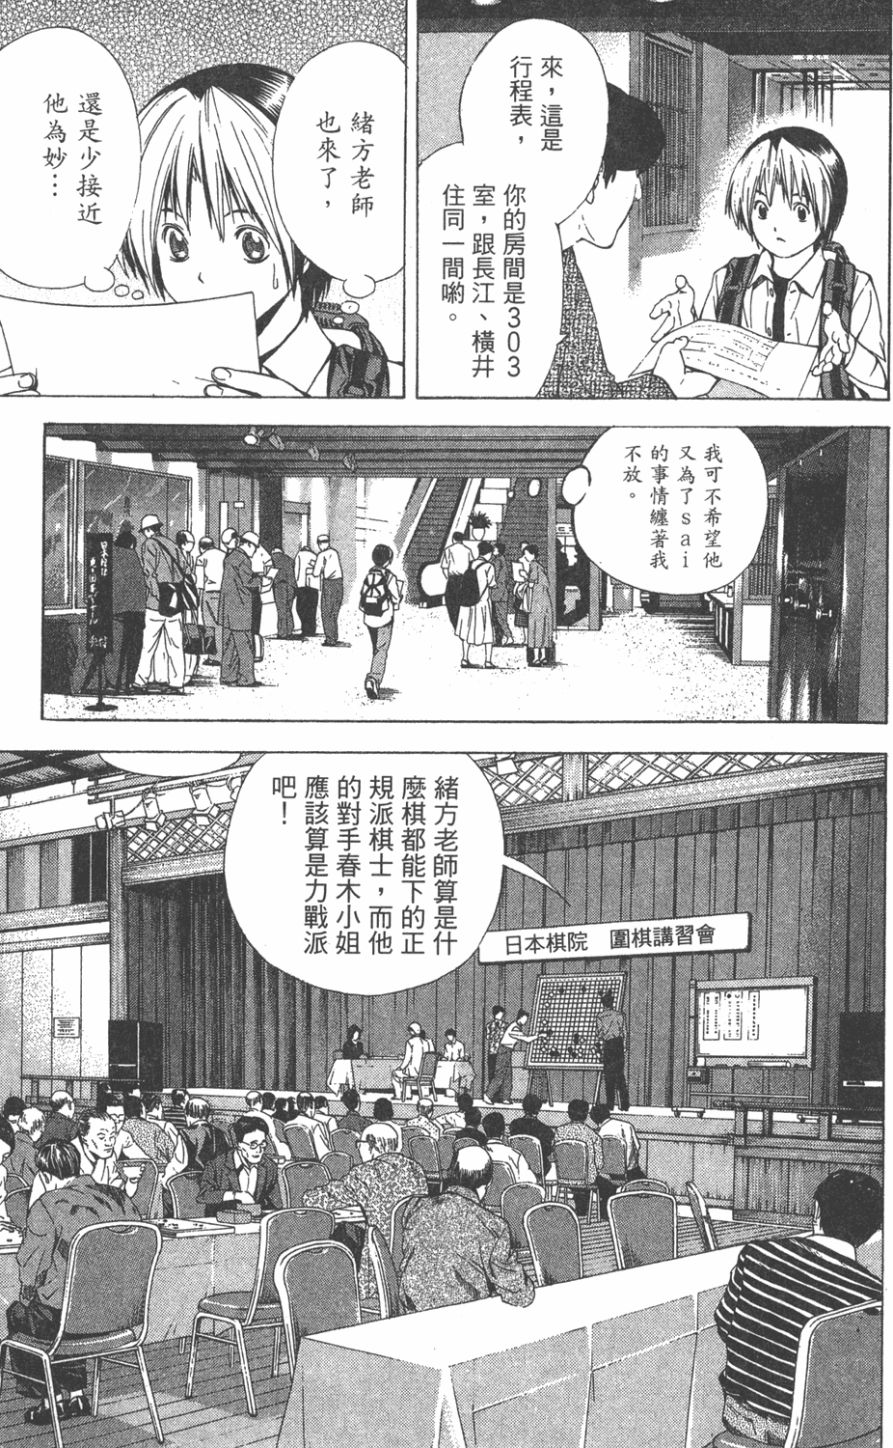 來，這是
行程表，
你的房間是303
室，跟長江、橫井
住同一間喲。
緒方老師
也來了，
還是少接近
他為妙…
我可不希望他
又為了sai
的事情纏著我
不放。
緒方老師算是什
麼棋都能下的正
規派棋士，而他
的對手春木小姐
應該算是力戰派
吧！
日本棋院　圍棋講習會